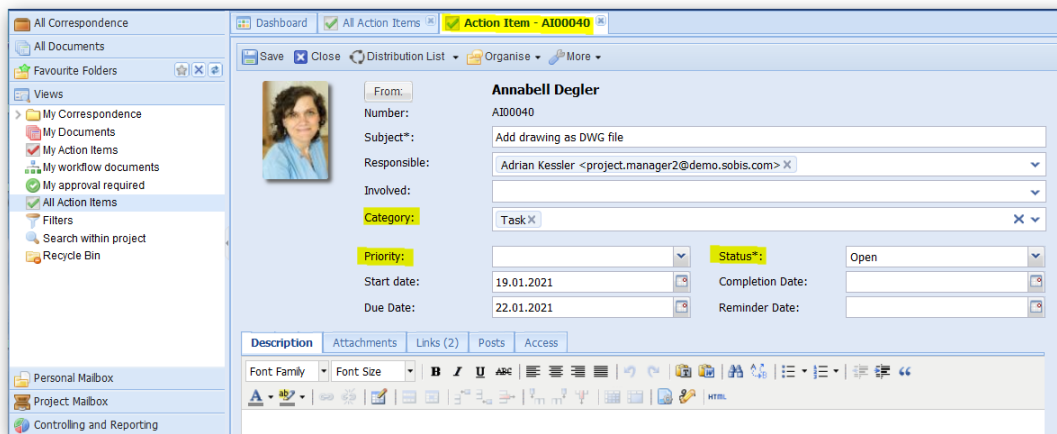 All Correspondence
All Documents
Favourite Folders
Views
My Correspondence
My Documents
My Action Items
My workflow documents
My approval required
All Action Items
Filters
Search within project
Recycle Bin
Personal Mailbox
Project Mailbox
Controlling and Reporting
Dashboard All Action Items Action Item - AI00040
Save Close Distribution List Organise More
From: Annabell Degler
Number: AI00040
Subject*: Add drawing as DWG file
Responsible: Adrian Kessler <project.manager2@demo.sobis.com>
Involved:
Category: Task
Priority: Status*: Open
Start date: 19.01.2021 Completion Date:
Due Date: 22.01.2021 Reminder Date:
Description Attachments Links (2) Posts Access
Font Family Font Size B I U ABC
A ab HTML